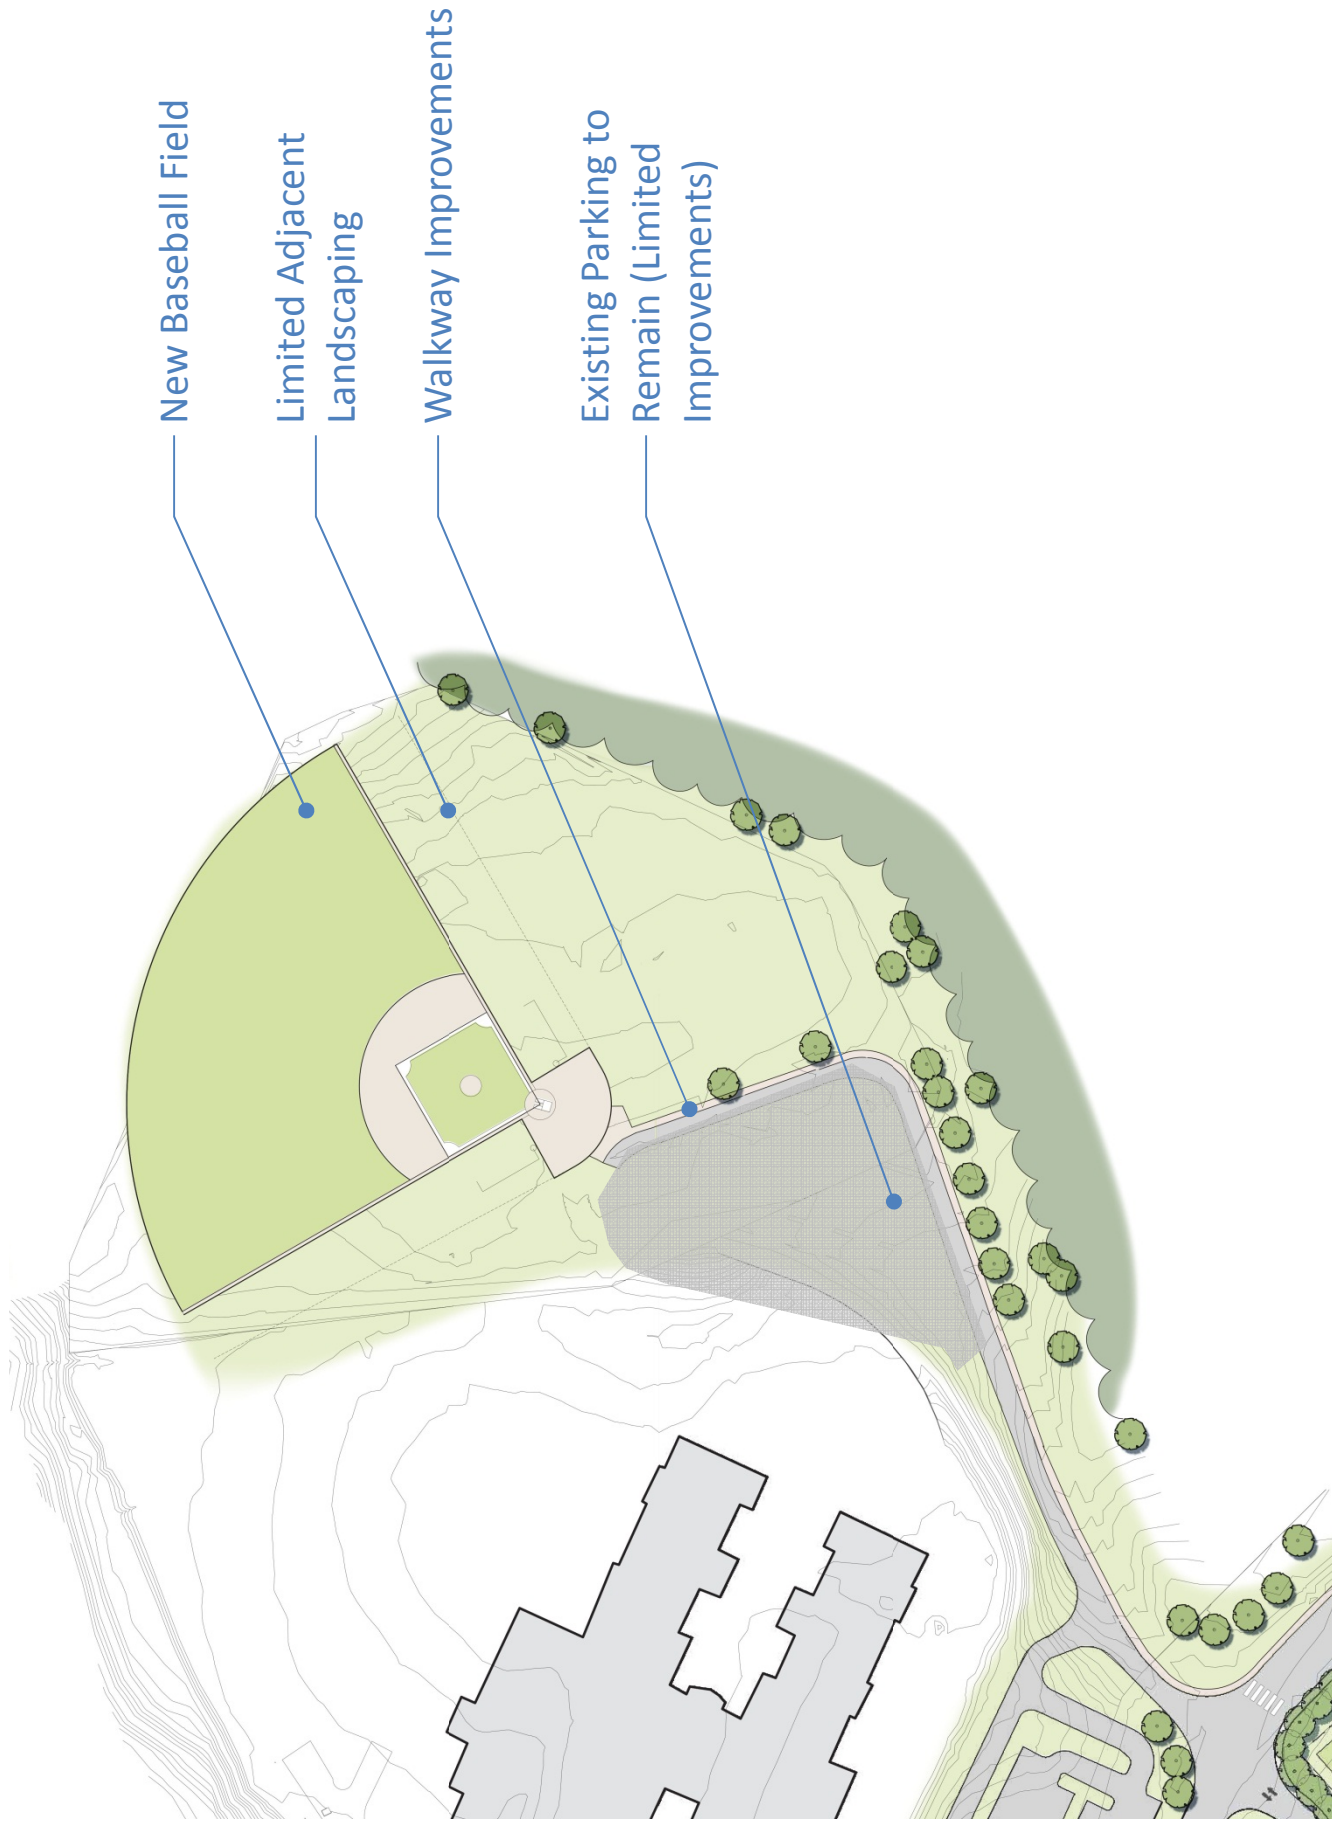 New Baseball Field
Limited Adjacent
Landscaping
Walkway Improvements
Existing Parking to
Remain (Limited
Improvements)